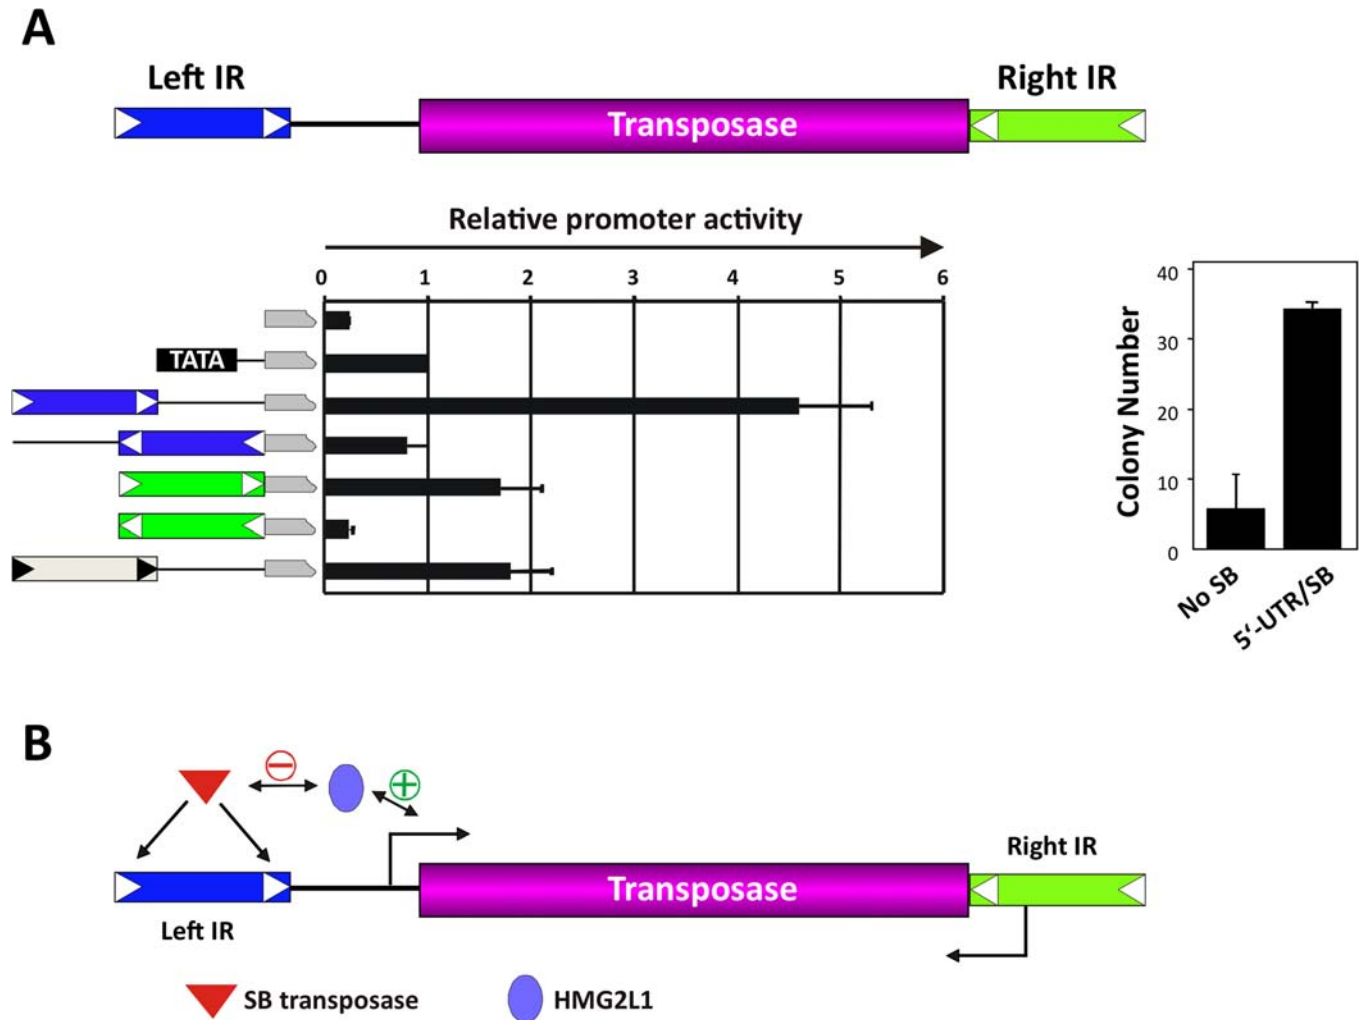 A
Left IR
Right IR
Transposase
Relative promoter activity
0 1 2 3 4 5 6
TATA
Colony Number
40
30
20
10
0
No SB
5'-UTR/SB
B
Transposase
Right IR
Left IR
SB transposase
HMG2L1